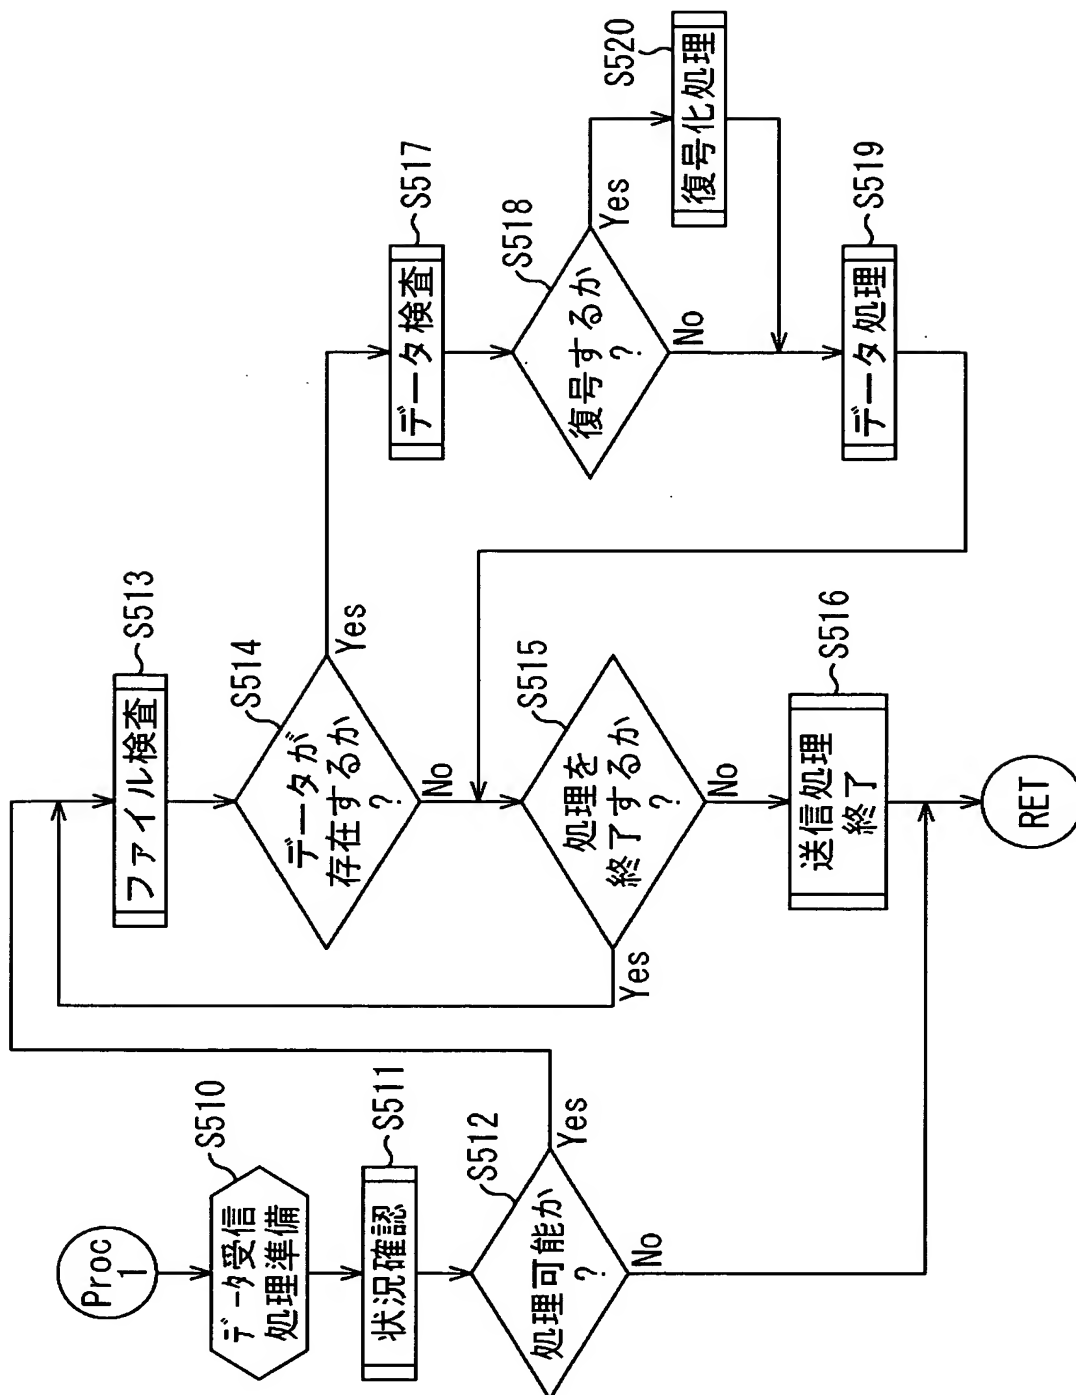 Proc
1
S510
データ受信
処理準備
S511
状況確認
S512
処理可能か
?
Yes
No
S513
ファイル検査
S514
データが
存在するか
?
Yes
No
S515
処理を
終了するか
?
Yes
No
S516
送信処理
終了
RET
S517
データ検査
S518
復号するか
?
Yes
No
S520
復号化処理
S519
データ処理